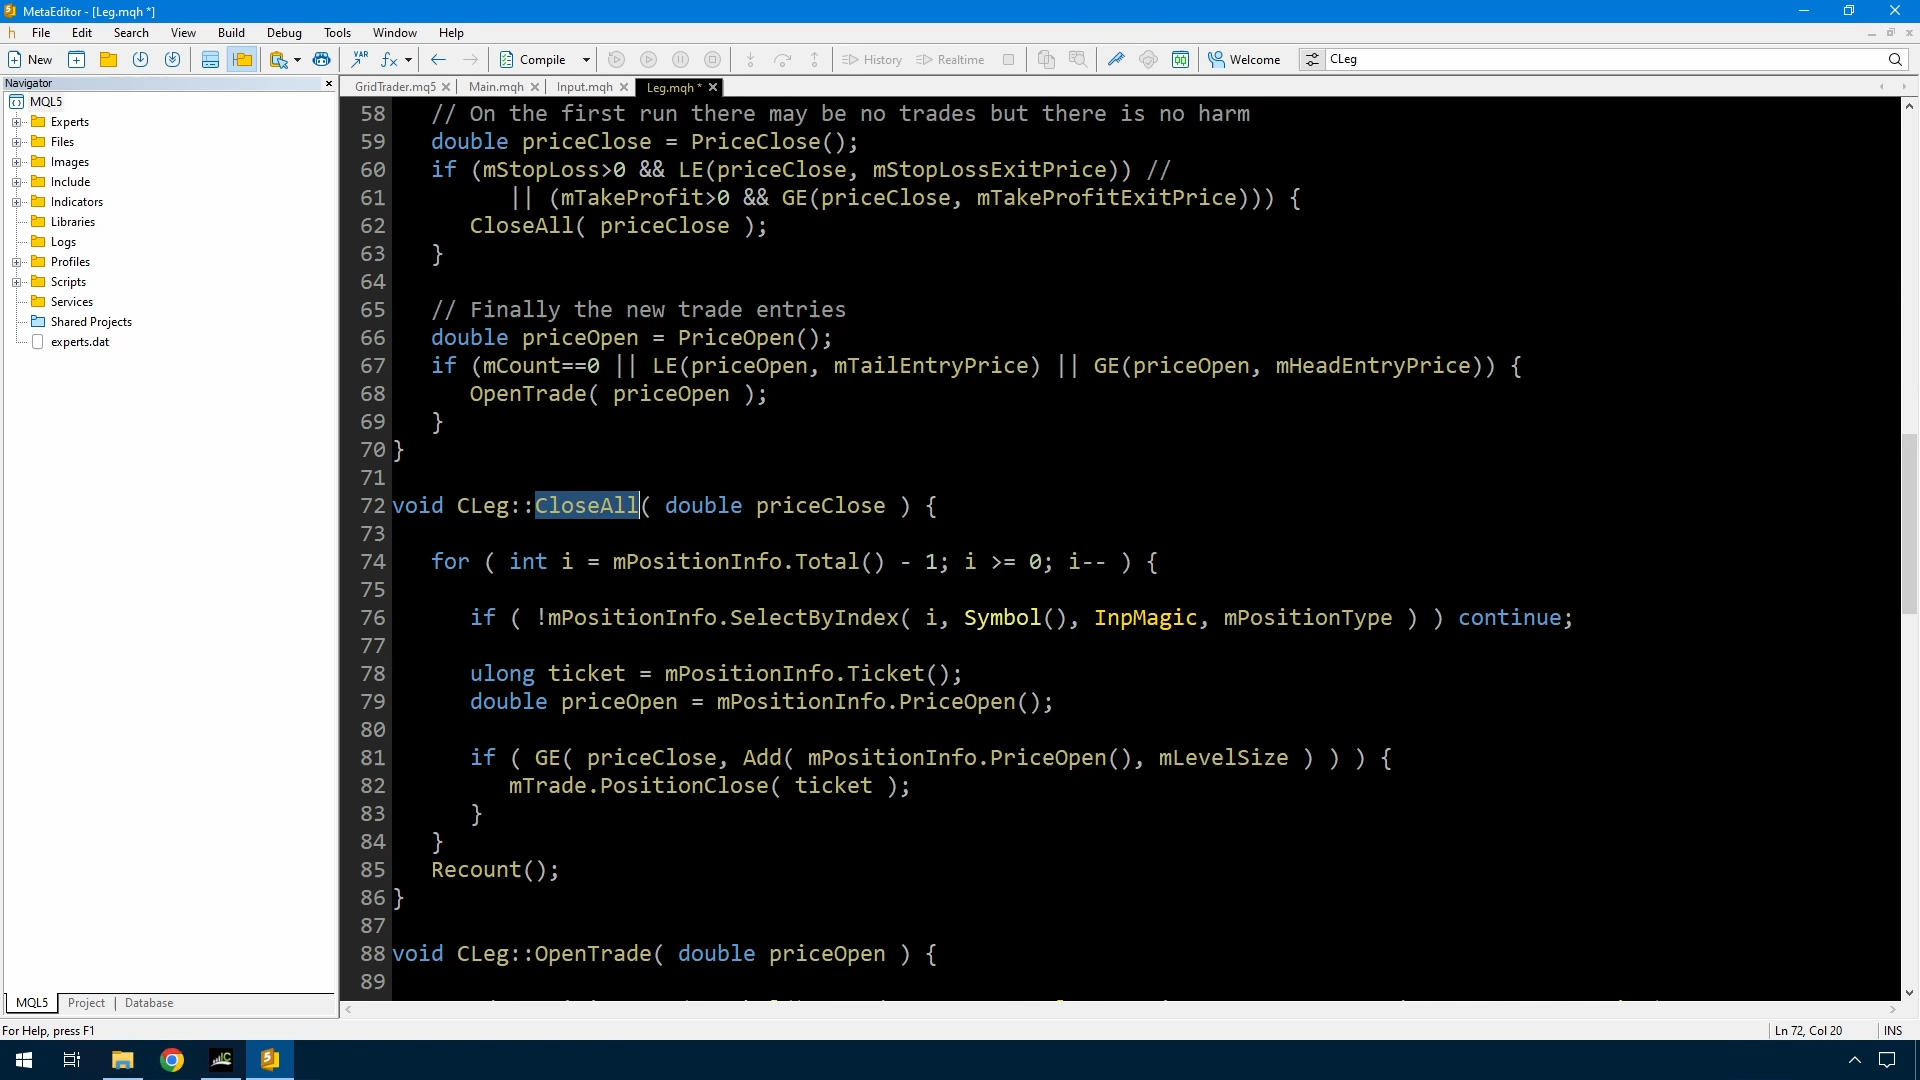 MetaEditor - [Leg.mqh *]
File Edit Search View Build Debug Tools Window Help
New VAR fx Compile History Realtime Welcome CLeg
Navigator
GridTrader.mq5 Main.mqh Input.mqh Leg.mqh *
MQL5
Experts
Files
Images
Include
Indicators
Libraries
Logs
Profiles
Scripts
Services
Shared Projects
experts.dat
58 // On the first run there may be no trades but there is no harm
59 double priceClose = PriceClose();
60 if (mStopLoss>0 && LE(priceClose, mStopLossExitPrice)) //
61 || (mTakeProfit>0 && GE(priceClose, mTakeProfitExitPrice))) {
62 CloseAll( priceClose );
63 }
64
65 // Finally the new trade entries
66 double priceOpen = PriceOpen();
67 if (mCount==0 || LE(priceOpen, mTailEntryPrice) || GE(priceOpen, mHeadEntryPrice)) {
68 OpenTrade( priceOpen );
69 }
70 }
71
72 void CLeg::CloseAll( double priceClose ) {
73
74 for ( int i = mPositionInfo.Total() - 1; i >= 0; i-- ) {
75
76 if ( !mPositionInfo.SelectByIndex( i, Symbol(), InpMagic, mPositionType ) ) continue;
77
78 ulong ticket = mPositionInfo.Ticket();
79 double priceOpen = mPositionInfo.PriceOpen();
80
81 if ( GE( priceClose, Add( mPositionInfo.PriceOpen(), mLevelSize ) ) ) {
82 mTrade.PositionClose( ticket );
83 }
84 }
85 Recount();
86 }
87
88 void CLeg::OpenTrade( double priceOpen ) {
89
MQL5 Project Database
For Help, press F1
Ln 72, Col 20 INS